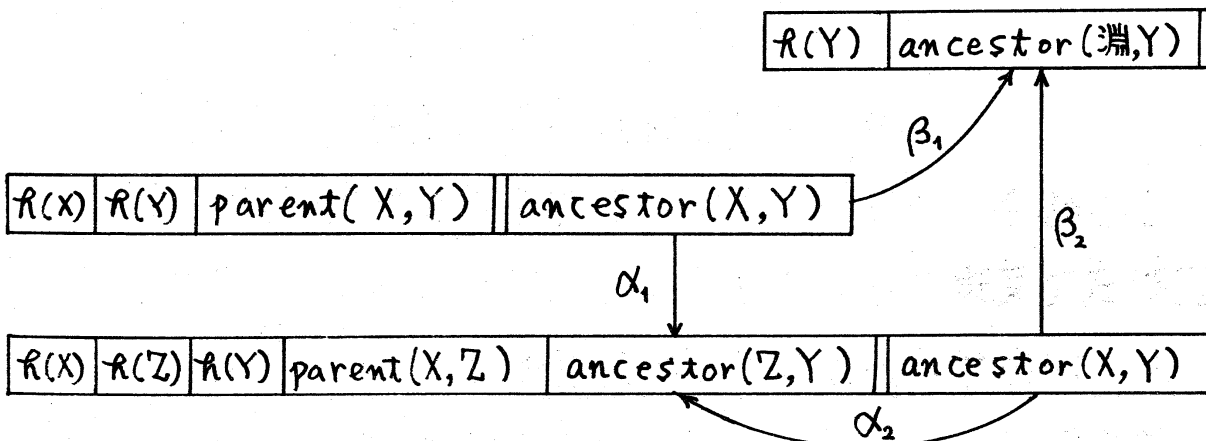 h(Y) ancestor(淵,Y)
β₁
h(X) h(Y) parent(X,Y) ancestor(X,Y)
α₁ β₂
h(X) h(Z) h(Y) parent(X,Z) ancestor(Z,Y) ancestor(X,Y)
α₂